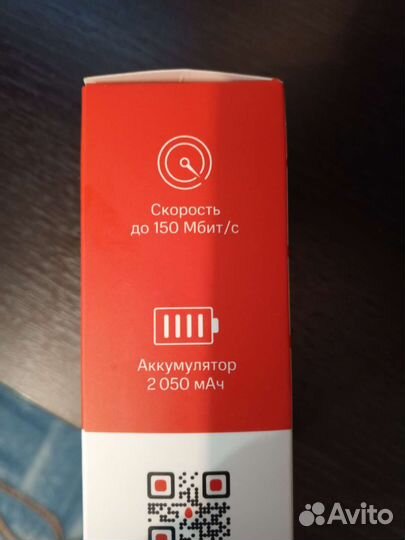 Скорость
до 150 Мбит/с
Аккумулятор
2 050 мАч
Avito